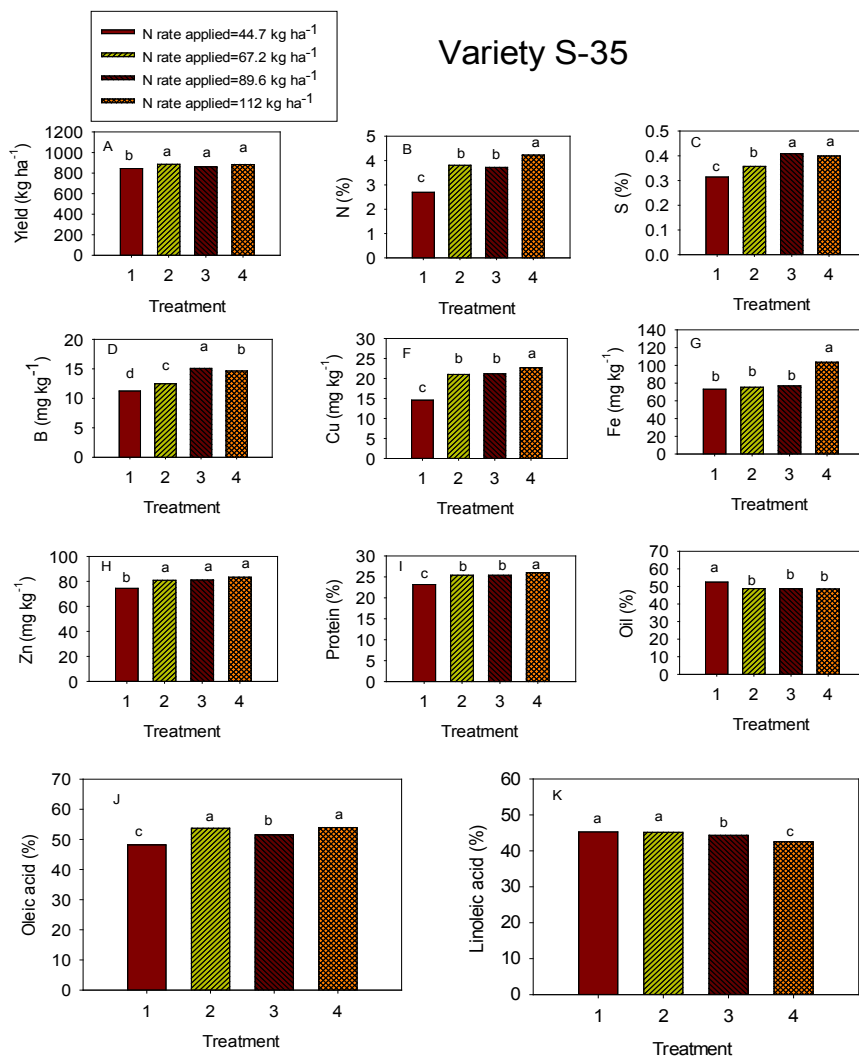 N rate applied=44.7 kg ha-1
N rate applied=67.2 kg ha-1
N rate applied=89.6 kg ha-1
N rate applied=112 kg ha-1
Variety S-35
Yield (kg ha-1)
1200
1000
800
600
400
200
0
A
b a a a
1 2 3 4
Treatment
N (%)
5
4
3
2
1
0
B
c b b a
1 2 3 4
Treatment
S (%)
0.5
0.4
0.3
0.2
0.1
0.0
C
c b a a
1 2 3 4
Treatment
B (mg kg-1)
20
15
10
5
0
D
d c a b
1 2 3 4
Treatment
Cu (mg kg-1)
30
25
20
15
10
5
0
F
c b b a
1 2 3 4
Treatment
Fe (mg kg-1)
140
120
100
80
60
40
20
0
G
b b b a
1 2 3 4
Treatment
Zn (mg kg-1)
100
80
60
40
20
0
H
b a a a
1 2 3 4
Treatment
Protein (%)
30
25
20
15
10
5
0
I
c b b a
1 2 3 4
Treatment
Oil (%)
70
60
50
40
30
20
10
0
a b b b
1 2 3 4
Treatment
Oleic acid (%)
70
60
50
40
30
20
10
0
J
c a b a
1 2 3 4
Treatment
Linoleic acid (%)
60
50
40
30
20
10
0
K
a a b c
1 2 3 4
Treatment